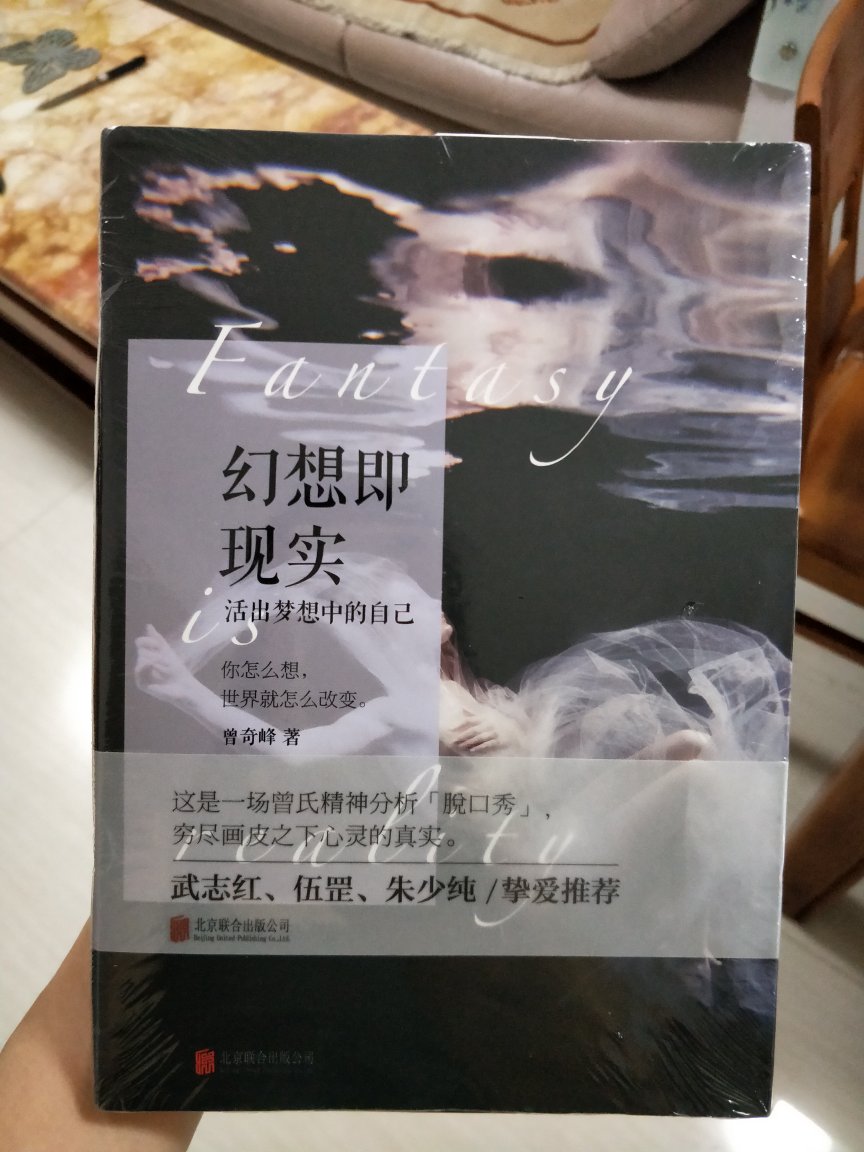 Fantasy
幻想即
现实
is
活出梦想中的自己
你怎么想，
世界就怎么改变。
曾奇峰 著
这是一场曾氏精神分析「脫口秀」，
穷尽画皮之下心灵的真实。
reality
武志红、伍罡、朱少纯 / 挚爱推荐
北京联合出版公司
Beijing United Publishing Co.,Ltd.
北京联合出版公司